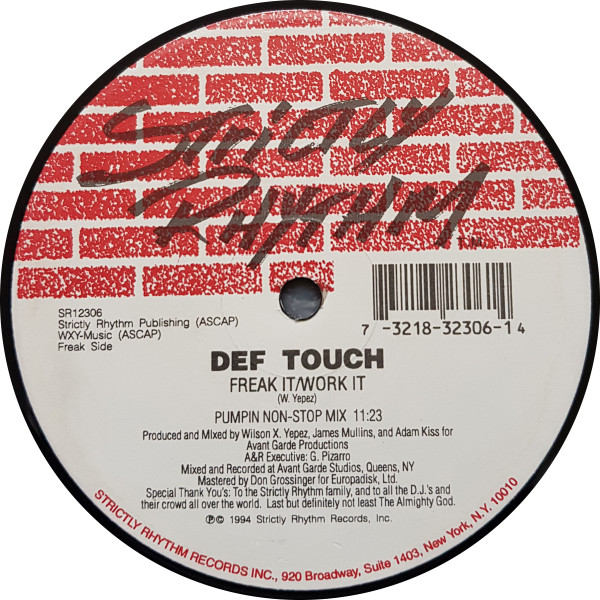 STRICTLY
RHYTHM
SR12306
Strictly Rhythm Publishing (ASCAP)
WXY-Music (ASCAP)
Freak Side
7 -3218-32306-1 4
DEF TOUCH
FREAK IT/WORK IT
(W. Yepez)
PUMPIN NON-STOP MIX 11:23
Produced and Mixed by Wilson X. Yepez, James Mullins, and Adam Kiss for
Avant Garde Productions
A&R Executive: G. Pizarro
Mixed and Recorded at Avant Garde Studios, Queens, NY
Mastered by Don Grossinger for Europadisk, Ltd.
Special Thank You's: To the Strictly Rhythm family, and to all the D.J.'s and
their crowd all over the world. Last but definitely not least The Almighty God.
℗© 1994 Strictly Rhythm Records, Inc.
STRICTLY RHYTHM RECORDS INC., 920 Broadway, Suite 1403, New York, N.Y. 10010